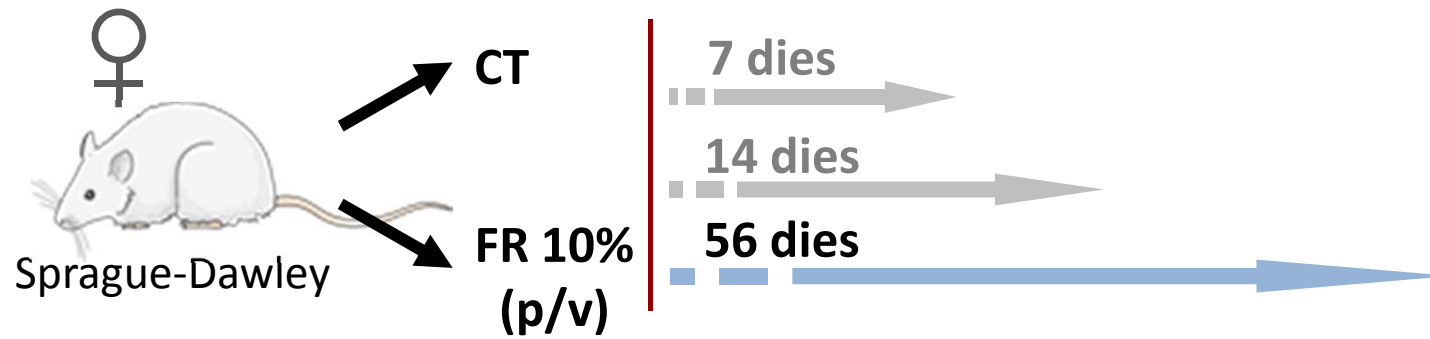 CT
7 dies
14 dies
56 dies
Sprague-Dawley
FR 10%
(p/v)